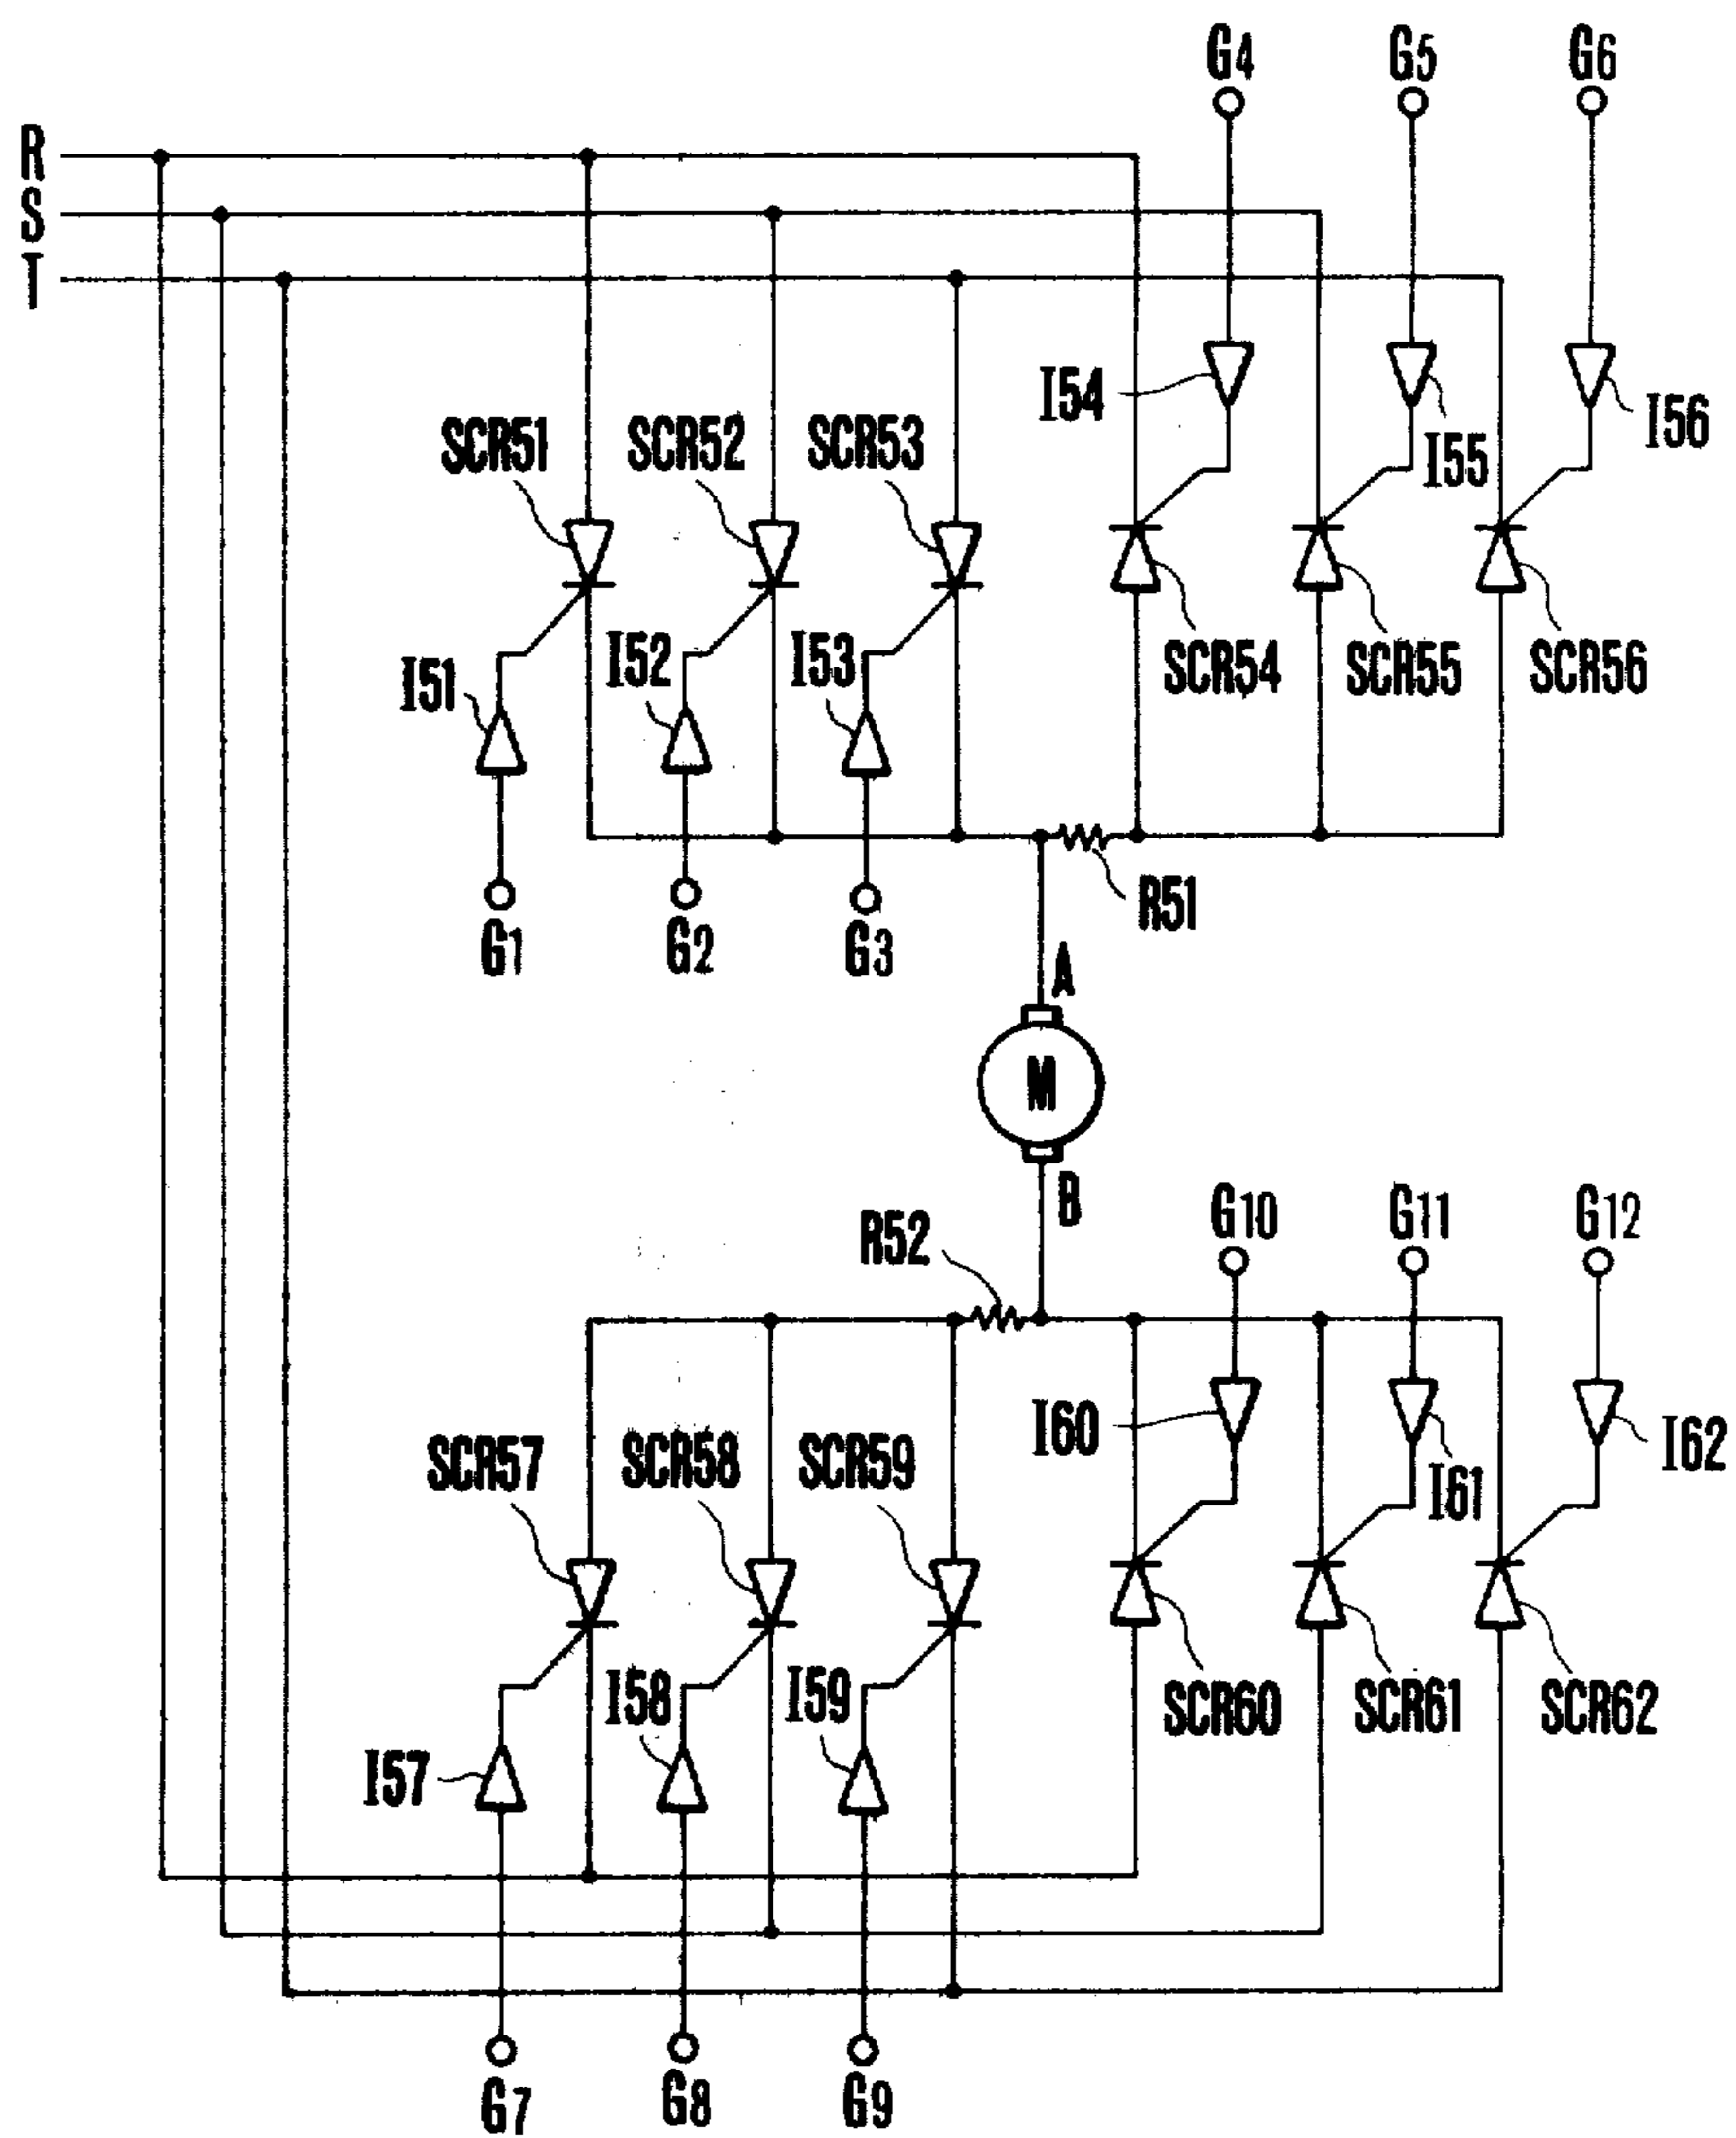 G4 G5 G6
R
S
T
I54
I55
I56
SCR51 SCR52 SCR53
SCR54 SCR55 SCR56
I51 I52 I53
R51
G1 G2 G3
A
M
B
R52
G10 G11 G12
I60
I61
I62
SCR57 SCR58 SCR59
SCR60 SCR61 SCR62
I57 I58 I59
G7 G8 G9